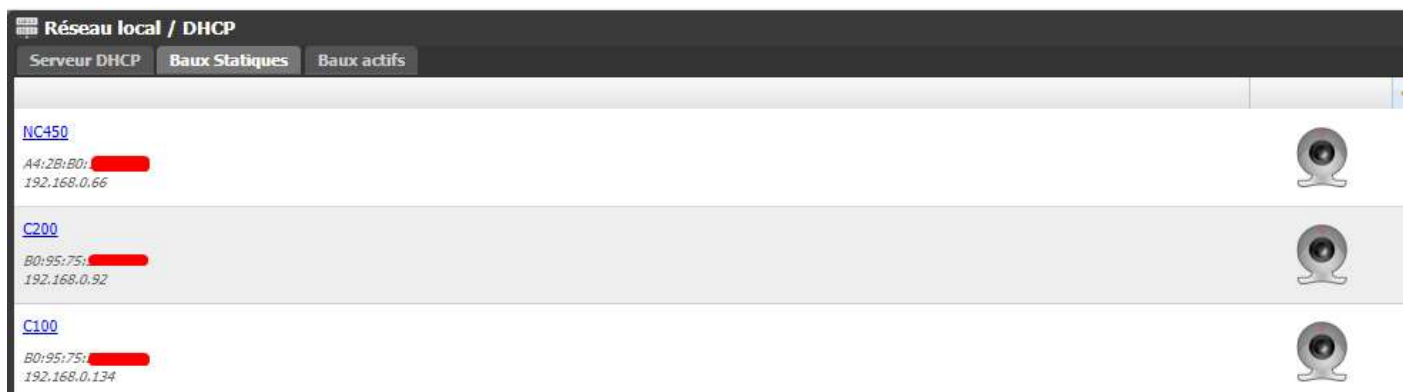 Réseau local / DHCP
Serveur DHCP Baux Statiques Baux actifs
NC450
A4:2B:B0:
192.168.0.66
C200
B0:95:75:
192.168.0.92
C100
B0:95:75:
192.168.0.134